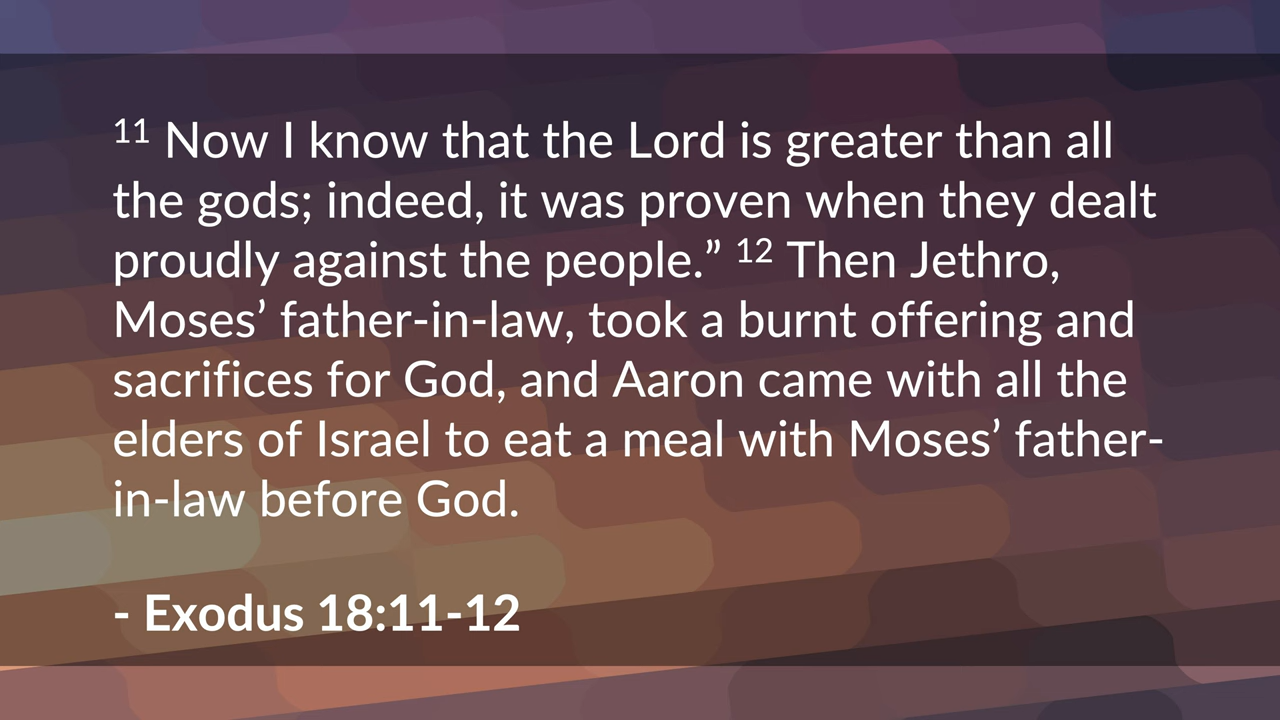 11 Now I know that the Lord is greater than all
the gods; indeed, it was proven when they dealt
proudly against the people.” 12 Then Jethro,
Moses’ father-in-law, took a burnt offering and
sacrifices for God, and Aaron came with all the
elders of Israel to eat a meal with Moses’ father-
in-law before God.
- Exodus 18:11-12